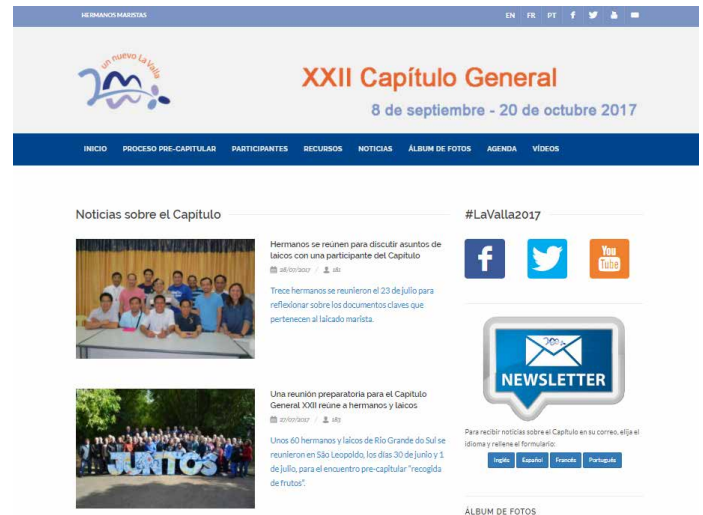 HERMANOS MARISTAS
EN FR PT
un nuevo La Valla
XXII Capítulo General
8 de septiembre - 20 de octubre 2017
INICIO PROCESO PRE-CAPITULAR PARTICIPANTES RECURSOS NOTICIAS ÁLBUM DE FOTOS AGENDA VÍDEOS
Noticias sobre el Capítulo
Hermanos se reúnen para discutir asuntos de
laicos con una participante del Capítulo
28/07/2017 / 182
Trece hermanos se reunieron el 23 de julio para
reflexionar sobre los documentos claves que
pertenecen al laicado marista.
JUNTOS
Una reunión preparatoria para el Capítulo
General XXII reúne a hermanos y laicos
27/07/2017 / 183
Unos 60 hermanos y laicos de Río Grande do Sul se
reunieron en São Leopoldo, los días 30 de junio y 1
de julio, para el encuentro pre-capitular "recogida
de frutos".
#LaValla2017
You
Tube
NEWSLETTER
Para recibir noticias sobre el Capítulo en su correo, elija el
idioma y rellene el formulario:
Inglés Español Francés Portugués
ÁLBUM DE FOTOS